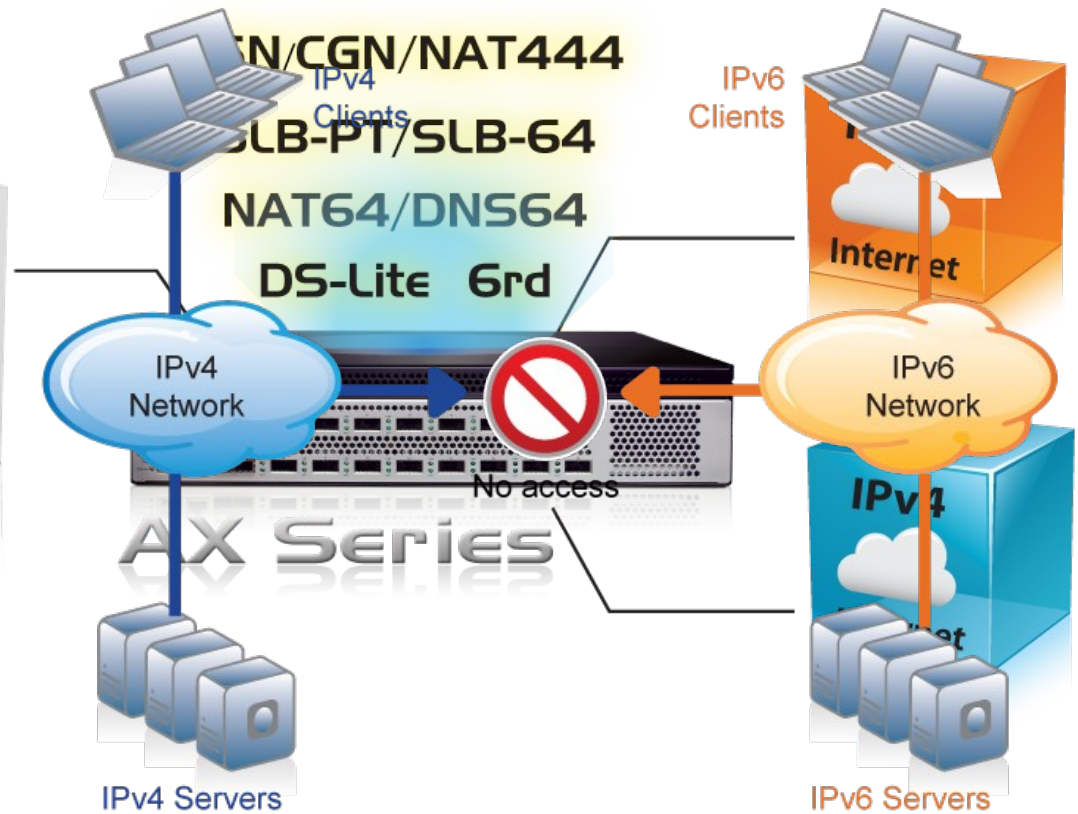 SN/CGN/NAT444
IPv4
Clients
IPv6
Clients
SLB-PT/SLB-64
NAT64/DNS64
Internet
DS-Lite 6rd
IPv4
Network
IPv6
Network
No access
IPv4
AX Series
IPv4 Servers
IPv6 Servers